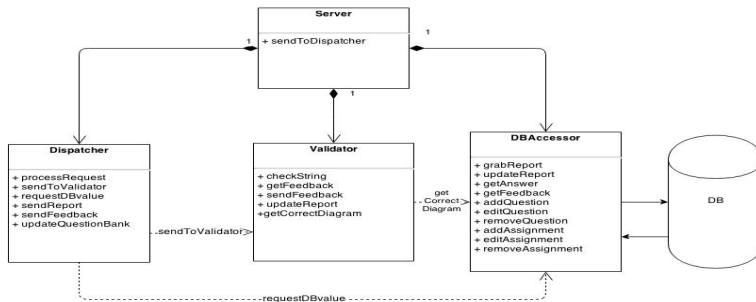 Server
+ sendToDispatcher
1
1
1
Dispatcher
+ processRequest
+ sendToValidator
+ requestDBvalue
+ sendReport
+ sendFeedback
+ updateQuestionBank
Validator
+ checkString
+ getFeedback
+ sendFeedback
+ updateReport
+getCorrectDiagram
DBAccessor
+ grabReport
+ updateReport
+ getAnswer
+ getFeedback
+ addQuestion
+ editQuestion
+ removeQuestion
+ addAssignment
+ editAssignment
+ removeAssignment
DB
get
Correct
Diagram
sendToValidator
requestDBvalue